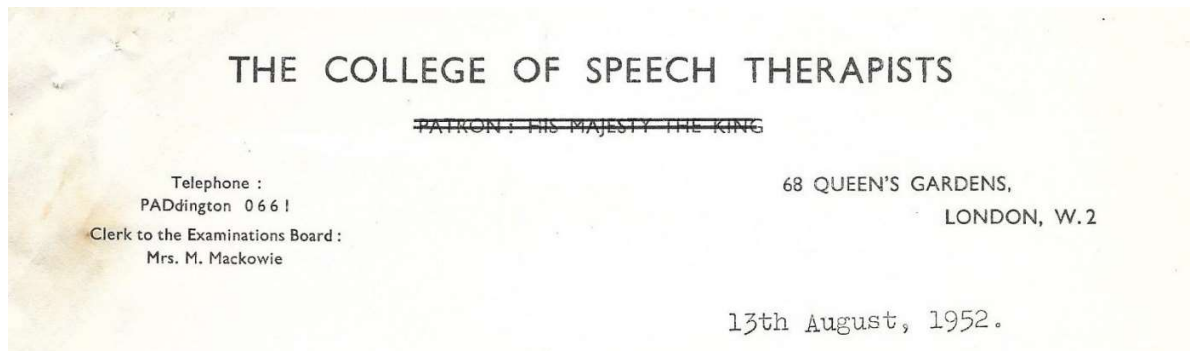 THE COLLEGE OF SPEECH THERAPISTS
PATRON : HIS MAJESTY THE KING
Telephone :
PADdington 0661
Clerk to the Examinations Board :
Mrs. M. Mackowie
68 QUEEN'S GARDENS,
LONDON, W.2
13th August, 1952.